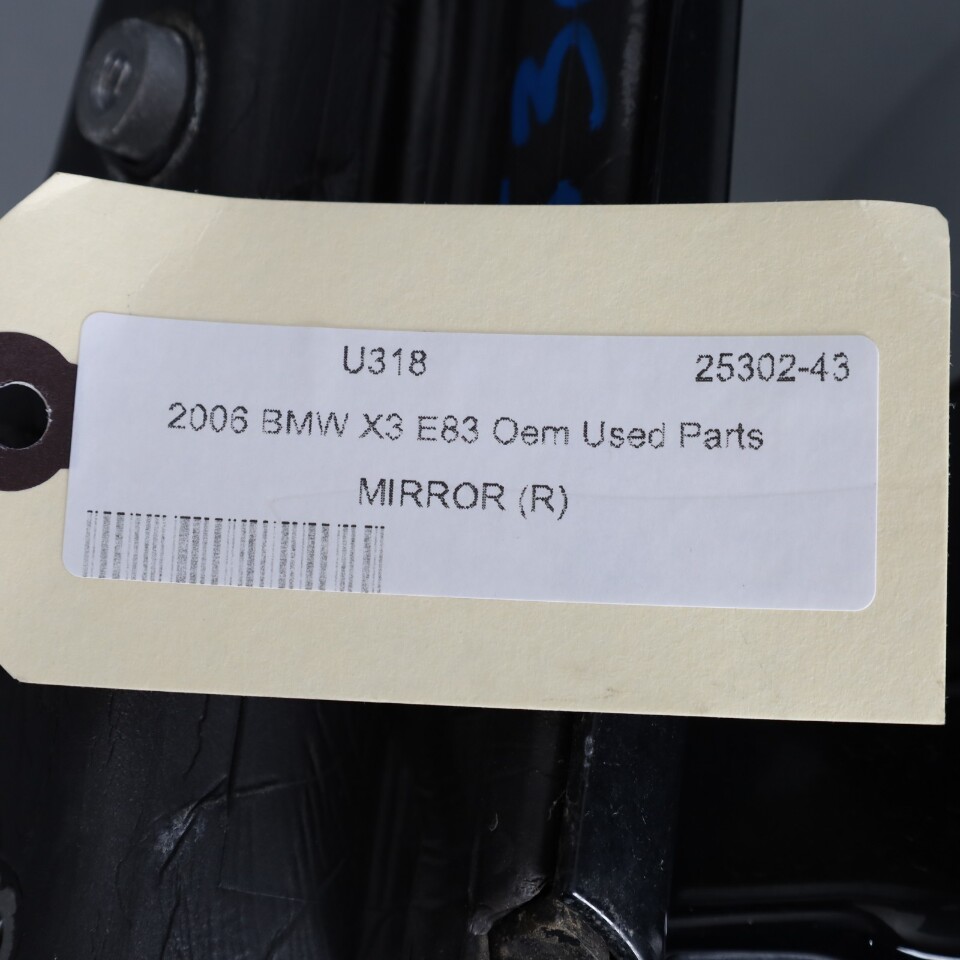 U318 25302-43
2006 BMW X3 E83 Oem Used Parts
MIRROR (R)